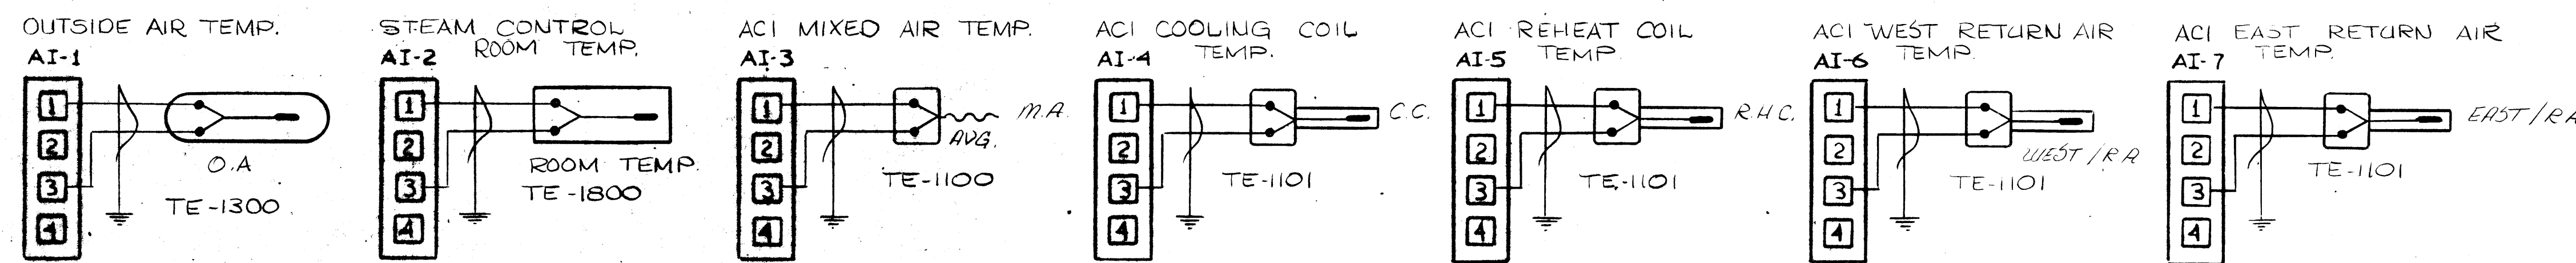 OUTSIDE AIR TEMP.
AI-1
1
2
3
4
O.A
TE-1300
STEAM CONTROL
ROOM TEMP.
AI-2
1
2
3
4
ROOM TEMP.
TE-1800
AC1 MIXED AIR TEMP.
AI-3
1
2
3
4
M.A.
AVG.
TE-1100
AC1 COOLING COIL
TEMP.
AI-4
1
2
3
4
C.C.
TE-1101
AC1 REHEAT COIL
TEMP.
AI-5
1
2
3
4
R.H.C.
TE-1101
AC1 WEST RETURN AIR
TEMP.
AI-6
1
2
3
4
WEST/RA
TE-1101
AC1 EAST RETURN AIR
TEMP.
AI-7
1
2
3
4
EAST/RA
TE-1101